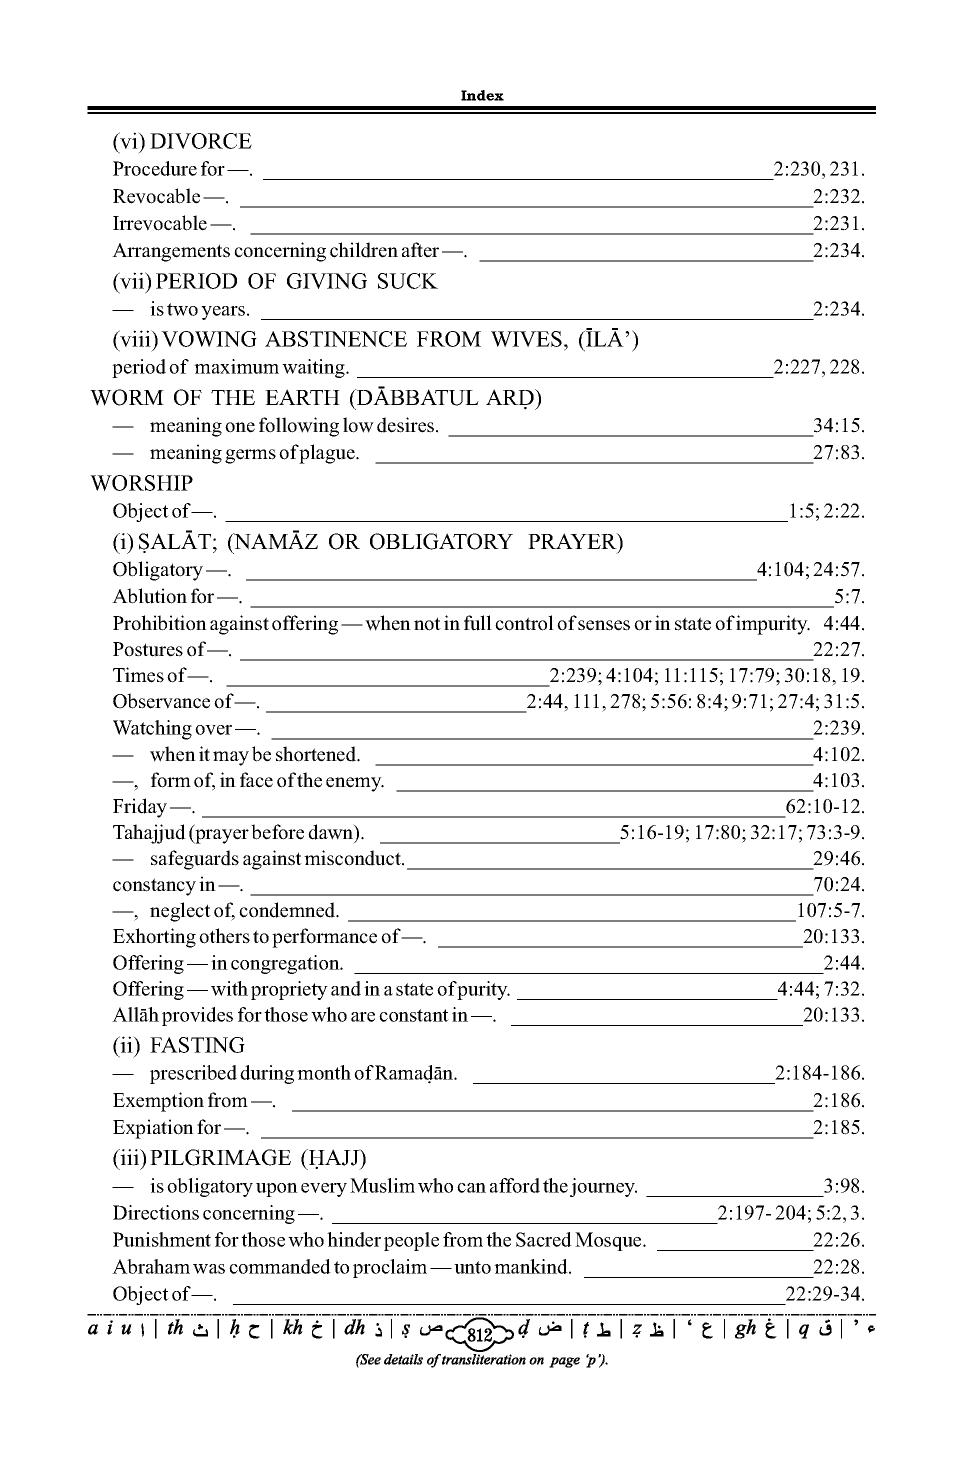 Index
(vi) DIVORCE
Procedure for —. 2:230, 231.
Revocable —. 2:232.
Irrevocable —. 2:231.
Arrangements concerning children after —. 2:234.
(vii) PERIOD OF GIVING SUCK
— is two years. 2:234.
(viii) VOWING ABSTINENCE FROM WIVES, (ĪLĀ’)
period of maximum waiting. 2:227, 228.
WORM OF THE EARTH (DĀBBATUL ARḌ)
— meaning one following low desires. 34:15.
— meaning germs of plague. 27:83.
WORSHIP
Object of —. 1:5; 2:22.
(i) ṢALĀT; (NAMĀZ OR OBLIGATORY PRAYER)
Obligatory —. 4:104; 24:57.
Ablution for —. 5:7.
Prohibition against offering — when not in full control of senses or in state of impurity. 4:44.
Postures of —. 22:27.
Times of —. 2:239; 4:104; 11:115; 17:79; 30:18, 19.
Observance of —. 2:44, 111, 278; 5:56: 8:4; 9:71; 27:4; 31:5.
Watching over —. 2:239.
— when it may be shortened. 4:102.
—, form of, in face of the enemy. 4:103.
Friday —. 62:10-12.
Tahajjud (prayer before dawn). 5:16-19; 17:80; 32:17; 73:3-9.
— safeguards against misconduct. 29:46.
constancy in —. 70:24.
—, neglect of, condemned. 107:5-7.
Exhorting others to performance of —. 20:133.
Offering — in congregation. 2:44.
Offering — with propriety and in a state of purity. 4:44; 7:32.
Allāh provides for those who are constant in —. 20:133.
(ii) FASTING
— prescribed during month of Ramaḍān. 2:184-186.
Exemption from —. 2:186.
Expiation for —. 2:185.
(iii) PILGRIMAGE (ḤAJJ)
— is obligatory upon every Muslim who can afford the journey. 3:98.
Directions concerning —. 2:197- 204; 5:2, 3.
Punishment for those who hinder people from the Sacred Mosque. 22:26.
Abraham was commanded to proclaim — unto mankind. 22:28.
Object of —. 22:29-34.
a i u ا | th ث | ḥ ح | kh خ | dh ذ | ṣ ص 812 ḍ ض | ṭ ط | ẓ ظ | ‘ ع | gh غ | q ق | ’ ء
(See details of transliteration on page ‘p’).